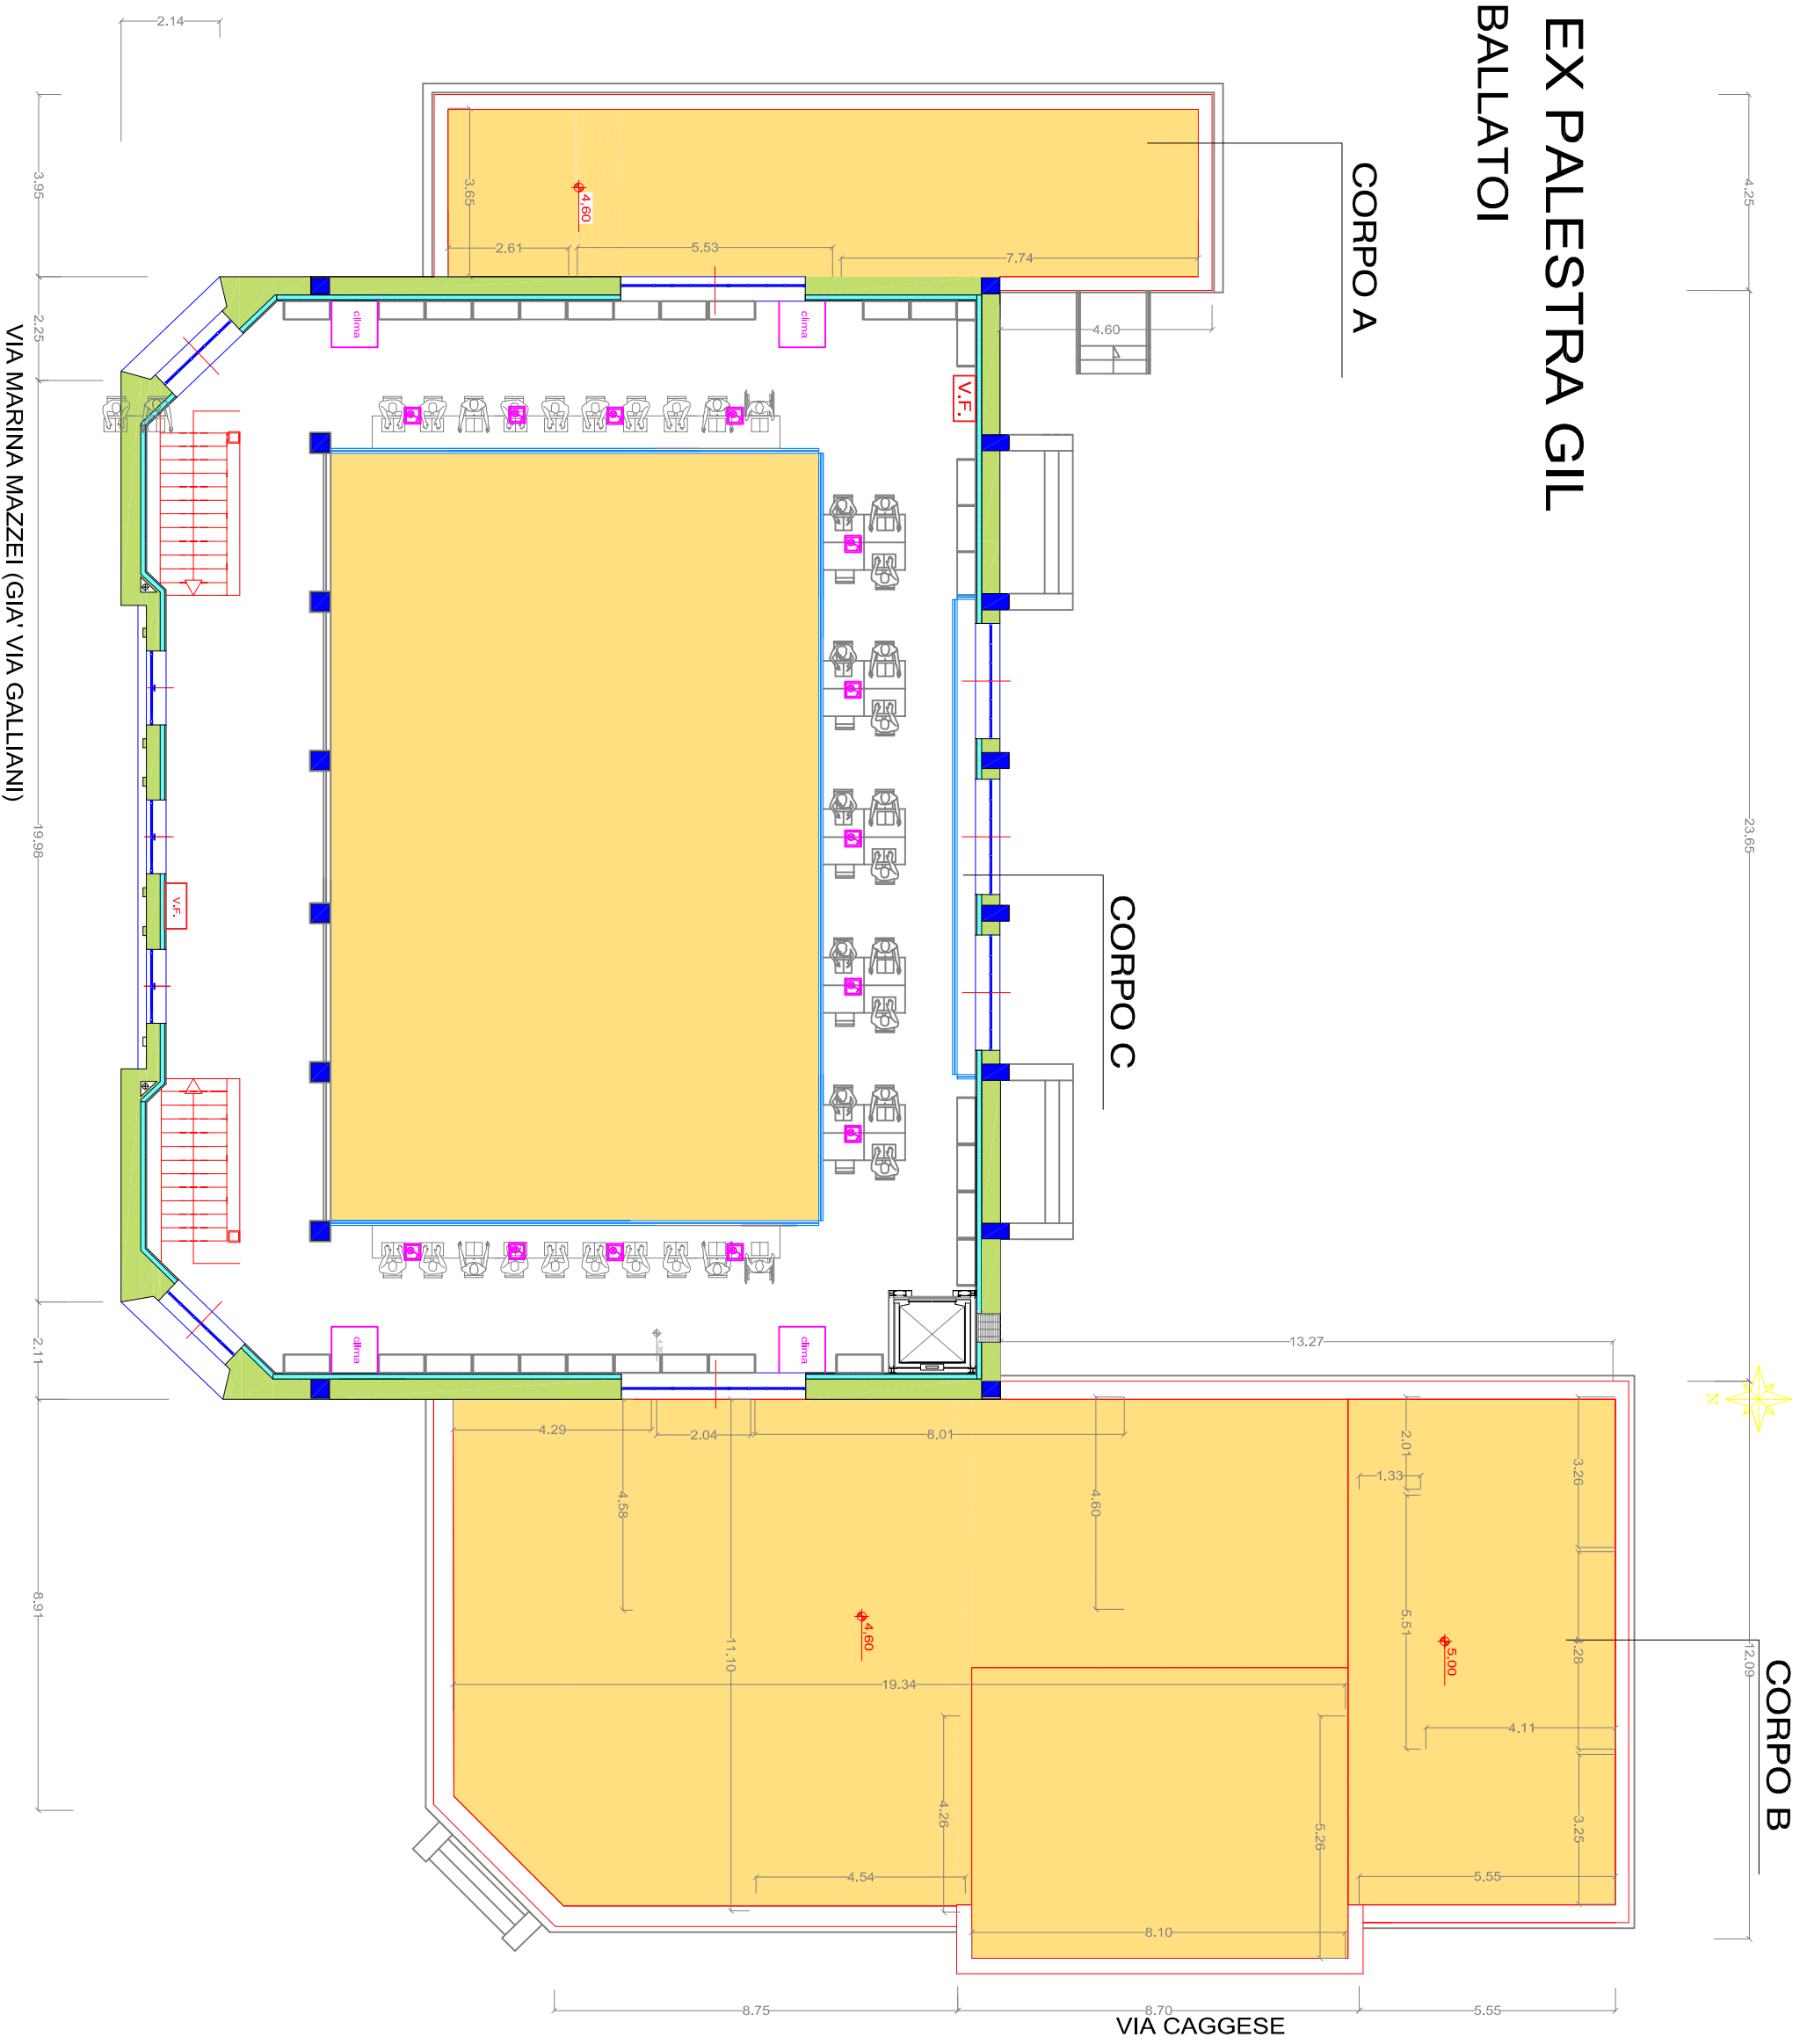 EX PALESTRA GIL
BALLATOI
CORPO A
CORPO C
CORPO B
VIA MARINA MAZZEI (GIA' VIA GALLIANI)
VIA CAGGESE
2.14
3.95
2.25
19.98
2.11
8.91
4.25
23.65
12.09
3.65
4,60
2.61
5.53
7.74
4.60
clima
clima
V.F.
V.F.
clima
clima
13.27
N
4.29
2.04
8.01
4.58
4.60
11.10
2.01
1.33
3.26
5.51
4.28
4,60
5,00
19.34
4.11
4.26
5.26
3.25
4.54
5.55
8.10
8.75
8.70
5.55